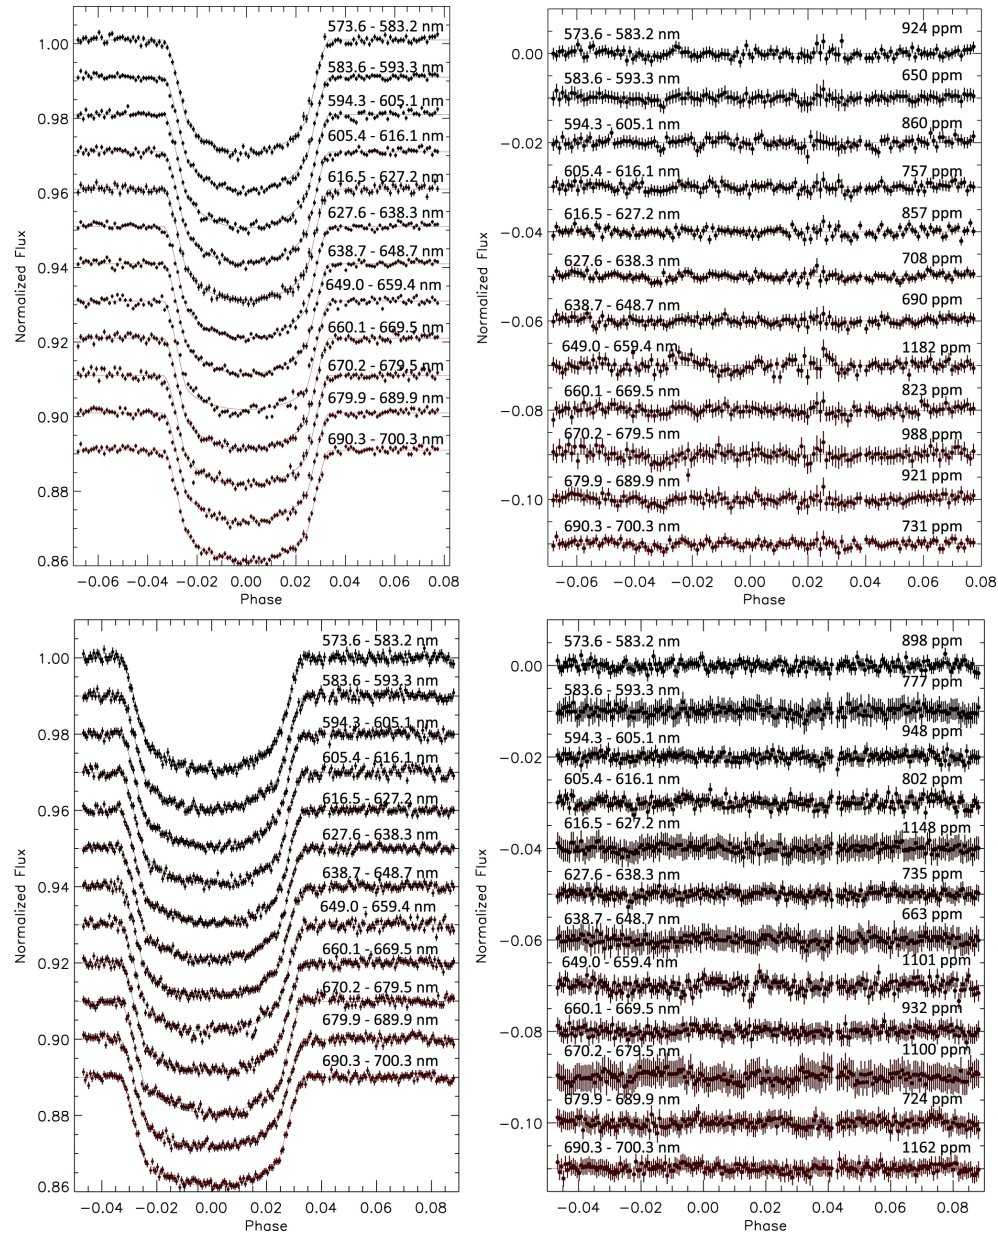 573.6 - 583.2 nm
1.00
583.6 - 593.3 nm
594.3 - 605.1 nm
0.98
605.4 - 616.1 nm
616.5 - 627.2 nm
0.96
627.6 - 638.3 nm
638.7 - 648.7 nm
0.94
649.0 - 659.4 nm
660.1 - 669.5 nm
0.92
670.2 - 679.5 nm
679.9 - 689.9 nm
0.90
690.3 - 700.3 nm
0.88
0.86
Normalized Flux
-0.06 -0.04 -0.02 0.00 0.02 0.04 0.06 0.08
Phase
573.6 - 583.2 nm 924 ppm
0.00
583.6 - 593.3 nm 650 ppm
594.3 - 605.1 nm 860 ppm
-0.02
605.4 - 616.1 nm 757 ppm
616.5 - 627.2 nm 857 ppm
-0.04
627.6 - 638.3 nm 708 ppm
638.7 - 648.7 nm 690 ppm
-0.06
649.0 - 659.4 nm 1182 ppm
660.1 - 669.5 nm 823 ppm
-0.08
670.2 - 679.5 nm 988 ppm
679.9 - 689.9 nm 921 ppm
-0.10
690.3 - 700.3 nm 731 ppm
Normalized Flux
-0.06 -0.04 -0.02 0.00 0.02 0.04 0.06 0.08
Phase
573.6 - 583.2 nm
1.00
583.6 - 593.3 nm
594.3 - 605.1 nm
0.98
605.4 - 616.1 nm
616.5 - 627.2 nm
0.96
627.6 - 638.3 nm
638.7 - 648.7 nm
0.94
649.0 - 659.4 nm
660.1 - 669.5 nm
0.92
670.2 - 679.5 nm
679.9 - 689.9 nm
0.90
690.3 - 700.3 nm
0.88
0.86
Normalized Flux
-0.04 -0.02 0.00 0.02 0.04 0.06 0.08
Phase
573.6 - 583.2 nm 898 ppm
0.00
583.6 - 593.3 nm 777 ppm
594.3 - 605.1 nm 948 ppm
-0.02
605.4 - 616.1 nm 802 ppm
616.5 - 627.2 nm 1148 ppm
-0.04
627.6 - 638.3 nm 735 ppm
638.7 - 648.7 nm 663 ppm
-0.06
649.0 - 659.4 nm 1101 ppm
660.1 - 669.5 nm 932 ppm
-0.08
670.2 - 679.5 nm 1100 ppm
679.9 - 689.9 nm 724 ppm
-0.10
690.3 - 700.3 nm 1162 ppm
Normalized Flux
-0.04 -0.02 0.00 0.02 0.04 0.06 0.08
Phase